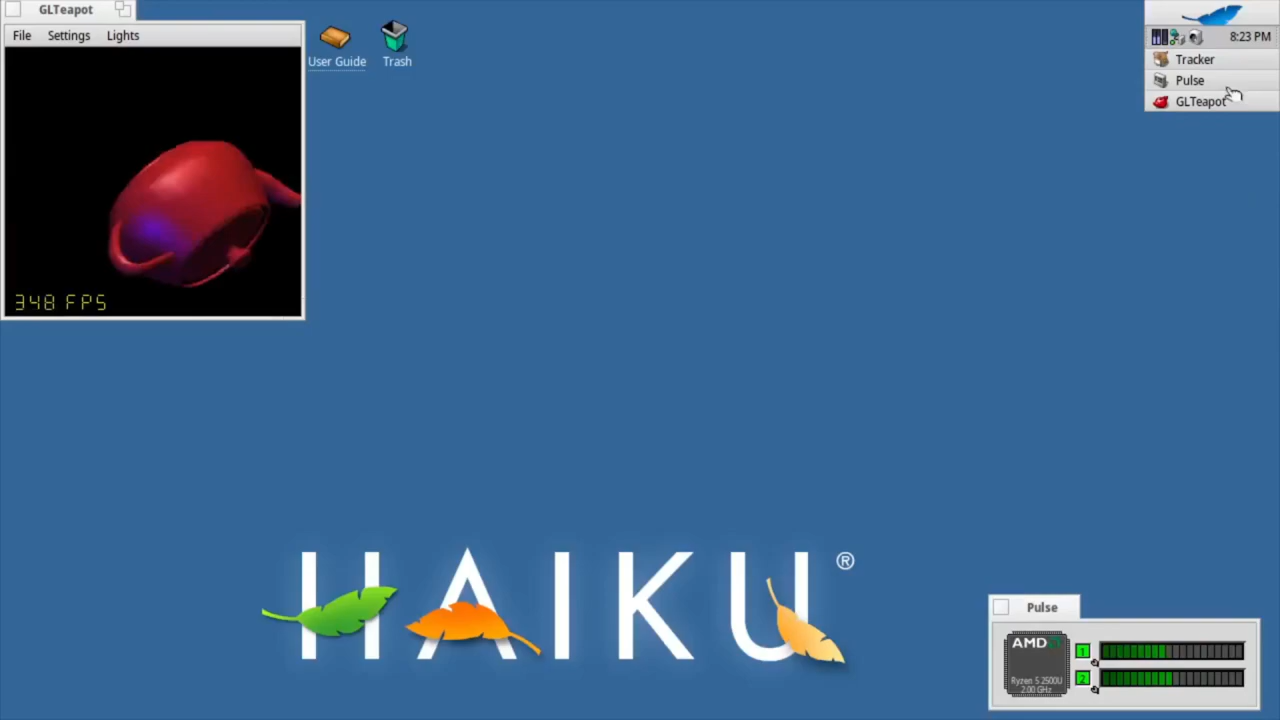 GLTeapot
File Settings Lights
348 FPS
User Guide
Trash
8:23 PM
Tracker
Pulse
GLTeapot
HAIKU®
Pulse
AMD
Ryzen 5 2500U
2.00 GHz
1
2